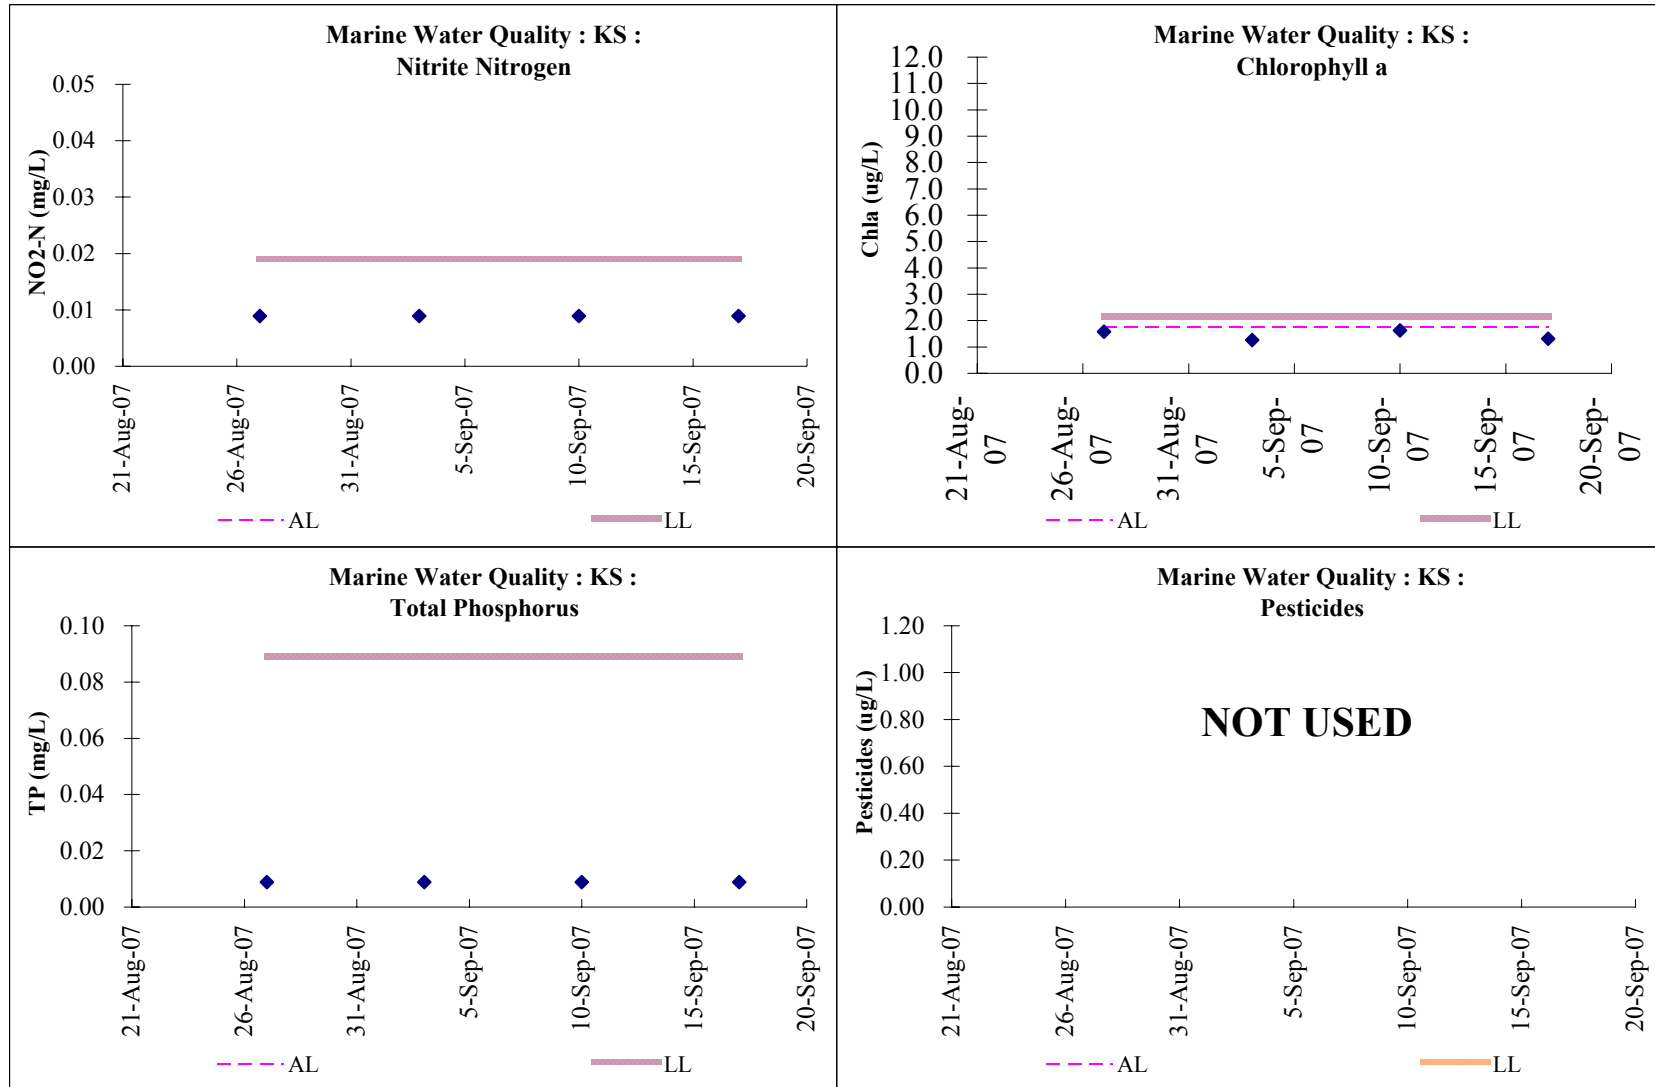 Marine Water Quality : KS :
Nitrite Nitrogen
NO2-N (mg/L)
0.05
0.04
0.03
0.02
0.01
0.00
21-Aug-07
26-Aug-07
31-Aug-07
5-Sep-07
10-Sep-07
15-Sep-07
20-Sep-07
AL
LL
Marine Water Quality : KS :
Chlorophyll a
Chla (ug/L)
12.0
11.0
10.0
9.0
8.0
7.0
6.0
5.0
4.0
3.0
2.0
1.0
0.0
21-Aug-
07
26-Aug-
07
31-Aug-
07
5-Sep-
07
10-Sep-
07
15-Sep-
07
20-Sep-
07
AL
LL
Marine Water Quality : KS :
Total Phosphorus
TP (mg/L)
0.10
0.08
0.06
0.04
0.02
0.00
21-Aug-07
26-Aug-07
31-Aug-07
5-Sep-07
10-Sep-07
15-Sep-07
20-Sep-07
AL
LL
Marine Water Quality : KS :
Pesticides
Pesticides (ug/L)
1.20
1.00
0.80
0.60
0.40
0.20
0.00
NOT USED
21-Aug-07
26-Aug-07
31-Aug-07
5-Sep-07
10-Sep-07
15-Sep-07
20-Sep-07
AL
LL